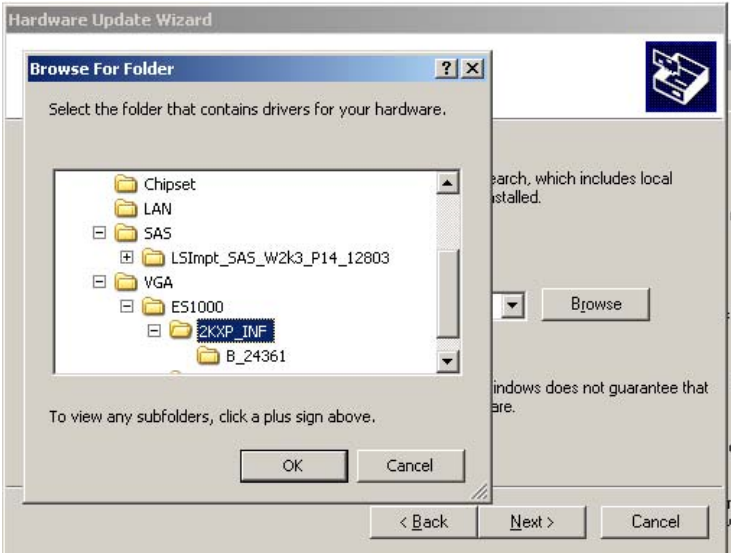 Hardware Update Wizard
Browse For Folder
Select the folder that contains drivers for your hardware.
Chipset
LAN
SAS
LSImpt_SAS_W2k3_P14_12803
VGA
ES1000
2KXP_INF
B_24361
To view any subfolders, click a plus sign above.
OK Cancel
earch, which includes local
stalled.
Browse
indows does not guarantee that
are.
< Back Next > Cancel